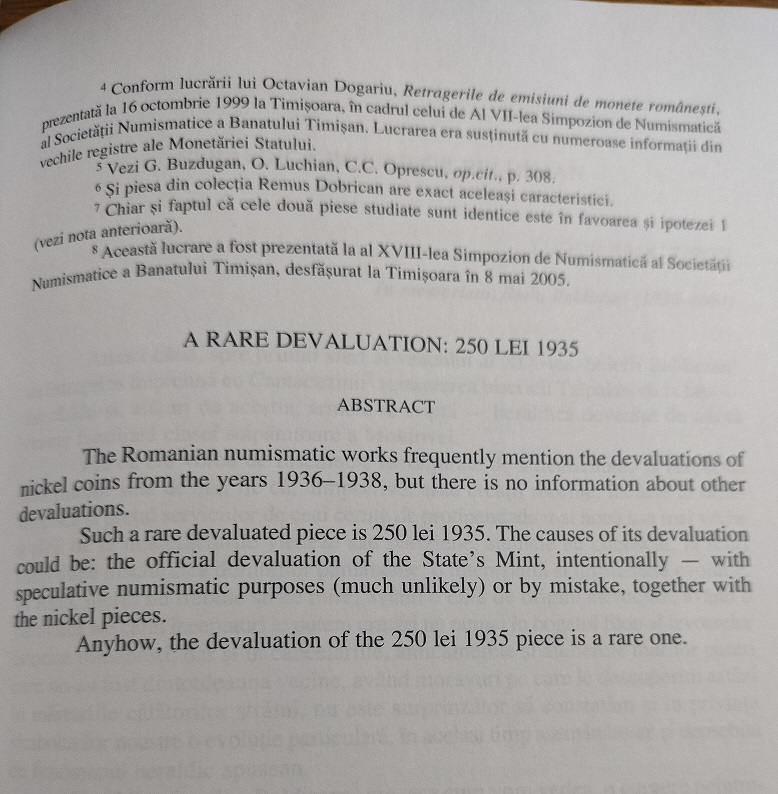 ⁴ Conform lucrării lui Octavian Dogariu, Retragerile de emisiuni de monete românești,
prezentată la 16 octombrie 1999 la Timișoara, în cadrul celui de Al VII-lea Simpozion de Numismatică
al Societății Numismatice a Banatului Timișan. Lucrarea era susținută cu numeroase informații din
vechile registre ale Monetăriei Statului.
⁵ Vezi G. Buzdugan, O. Luchian, C.C. Oprescu, op.cit., p. 308.
⁶ Și piesa din colecția Remus Dobrican are exact aceleași caracteristici.
⁷ Chiar și faptul că cele două piese studiate sunt identice este în favoarea și ipotezei 1
(vezi nota anterioară).
⁸ Această lucrare a fost prezentată la al XVIII-lea Simpozion de Numismatică al Societății
Numismatice a Banatului Timișan, desfășurat la Timișoara în 8 mai 2005.
A RARE DEVALUATION: 250 LEI 1935
ABSTRACT
The Romanian numismatic works frequently mention the devaluations of
nickel coins from the years 1936–1938, but there is no information about other
devaluations.
Such a rare devaluated piece is 250 lei 1935. The causes of its devaluation
could be: the official devaluation of the State's Mint, intentionally — with
speculative numismatic purposes (much unlikely) or by mistake, together with
the nickel pieces.
Anyhow, the devaluation of the 250 lei 1935 piece is a rare one.